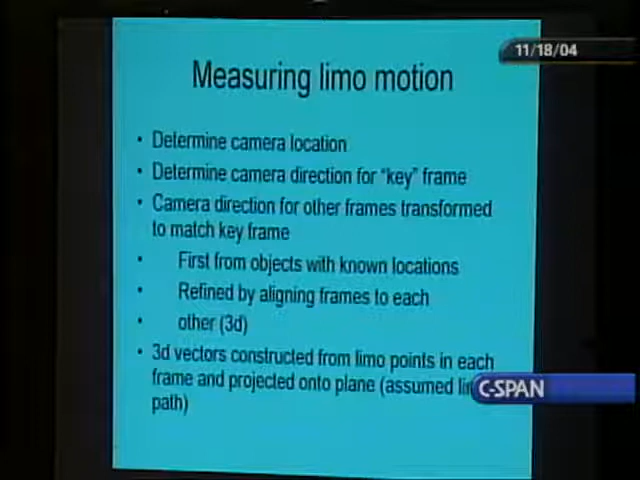 11/18/04
Measuring limo motion
• Determine camera location
• Determine camera direction for "key" frame
• Camera direction for other frames transformed
to match key frame
• First from objects with known locations
• Refined by aligning frames to each
• other (3d)
• 3d vectors constructed from limo points in each
frame and projected onto plane (assumed
path)
C-SPAN